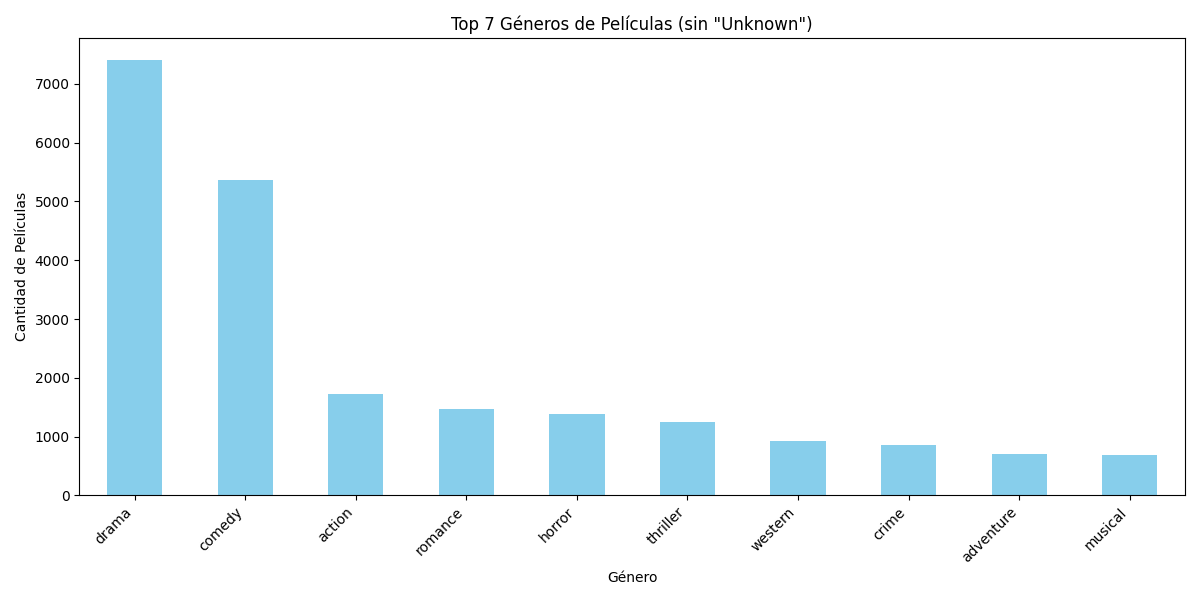 Top 7 Géneros de Películas (sin "Unknown")
Cantidad de Películas
7000
6000
5000
4000
3000
2000
1000
0
drama
comedy
action
romance
horror
thriller
western
crime
adventure
musical
Género